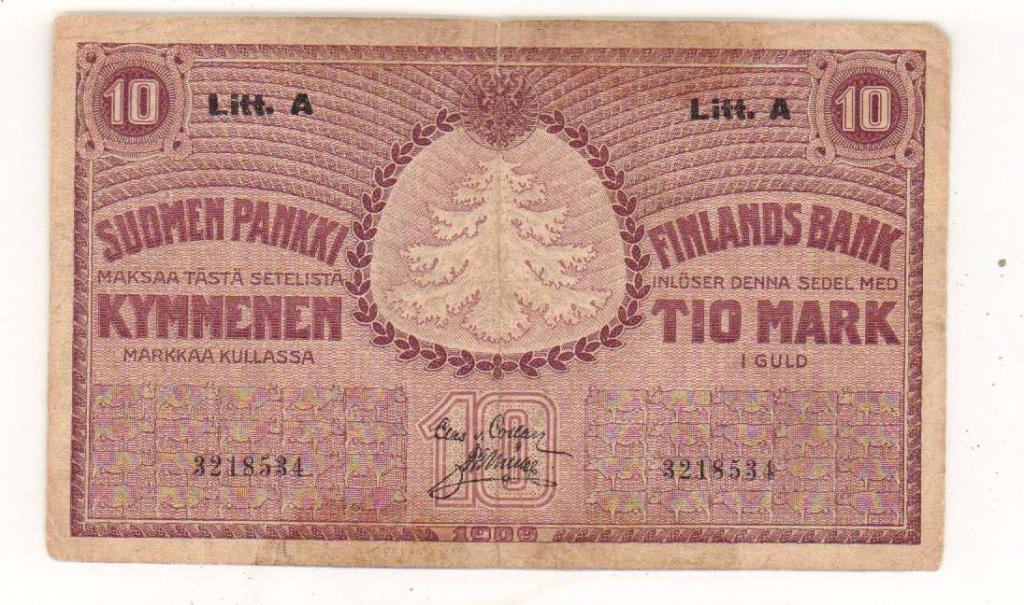 10 Litt. A Litt. A 10
SUOMEN PANKKI
MAKSAA TÄSTÄ SETELISTÄ
KYMMENEN
MARKKAA KULLASSA
FINLANDS BANK
INLÖSER DENNA SEDEL MED
TIO MARK
I GULD
10
3218534 3218534
1909